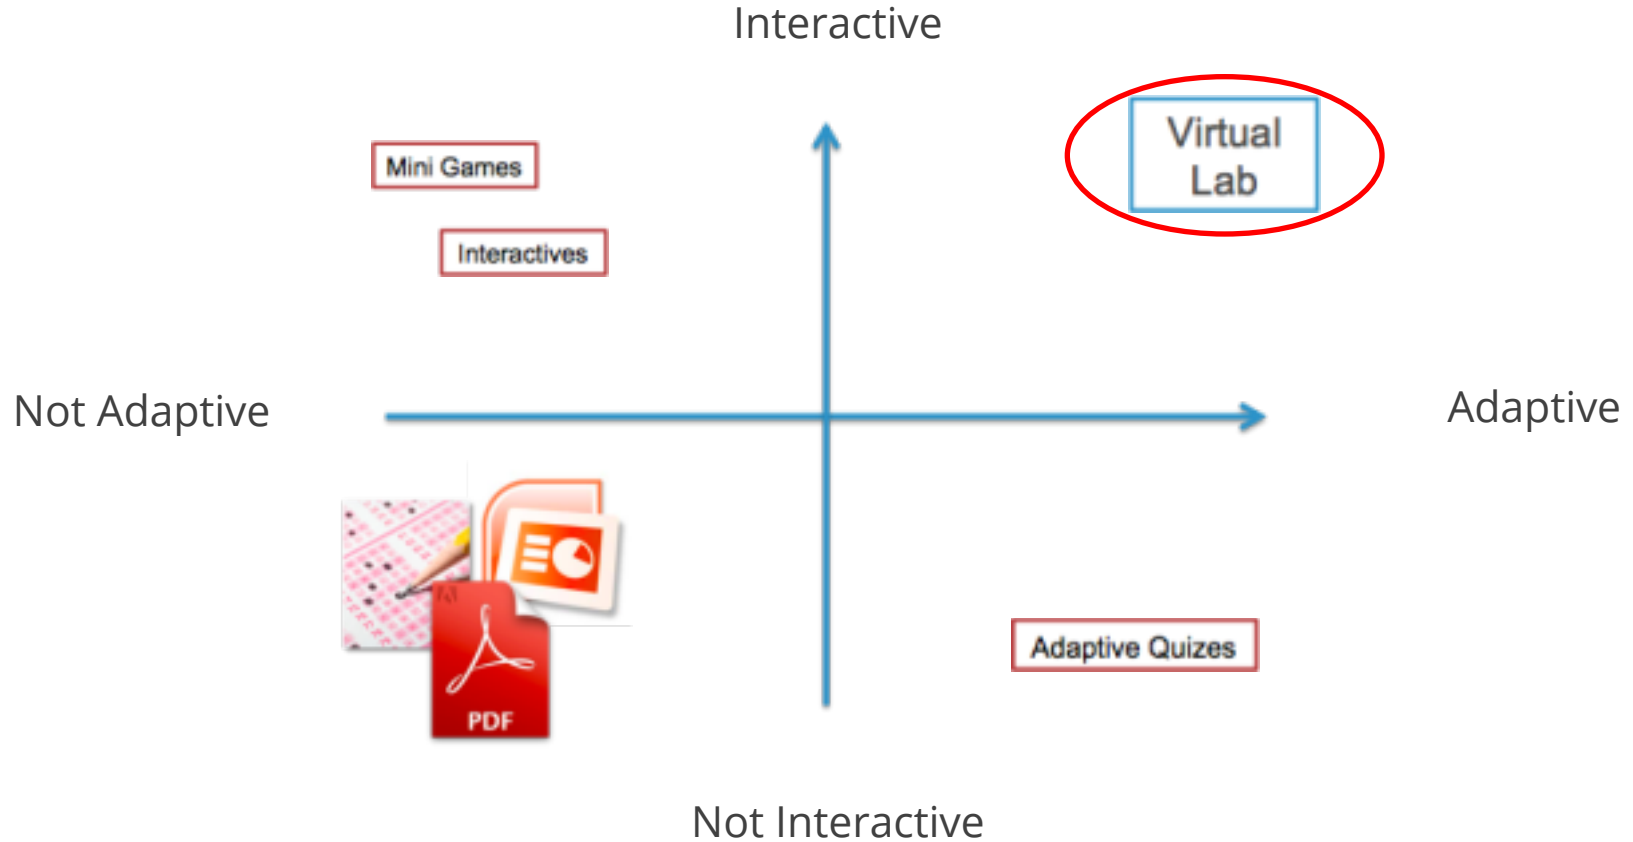 Interactive
Virtual
Lab
Mini Games
Interactives
Not Adaptive
Adaptive
PDF
Adaptive Quizes
Not Interactive